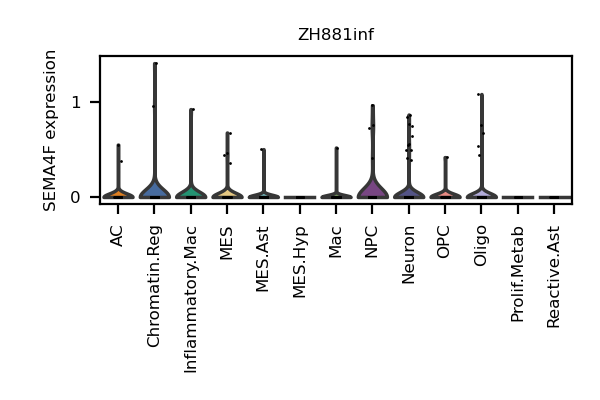 ZH881inf
SEMA4F expression
1
0
AC
Chromatin.Reg
Inflammatory.Mac
MES
MES.Ast
MES.Hyp
Mac
NPC
Neuron
OPC
Oligo
Prolif.Metab
Reactive.Ast